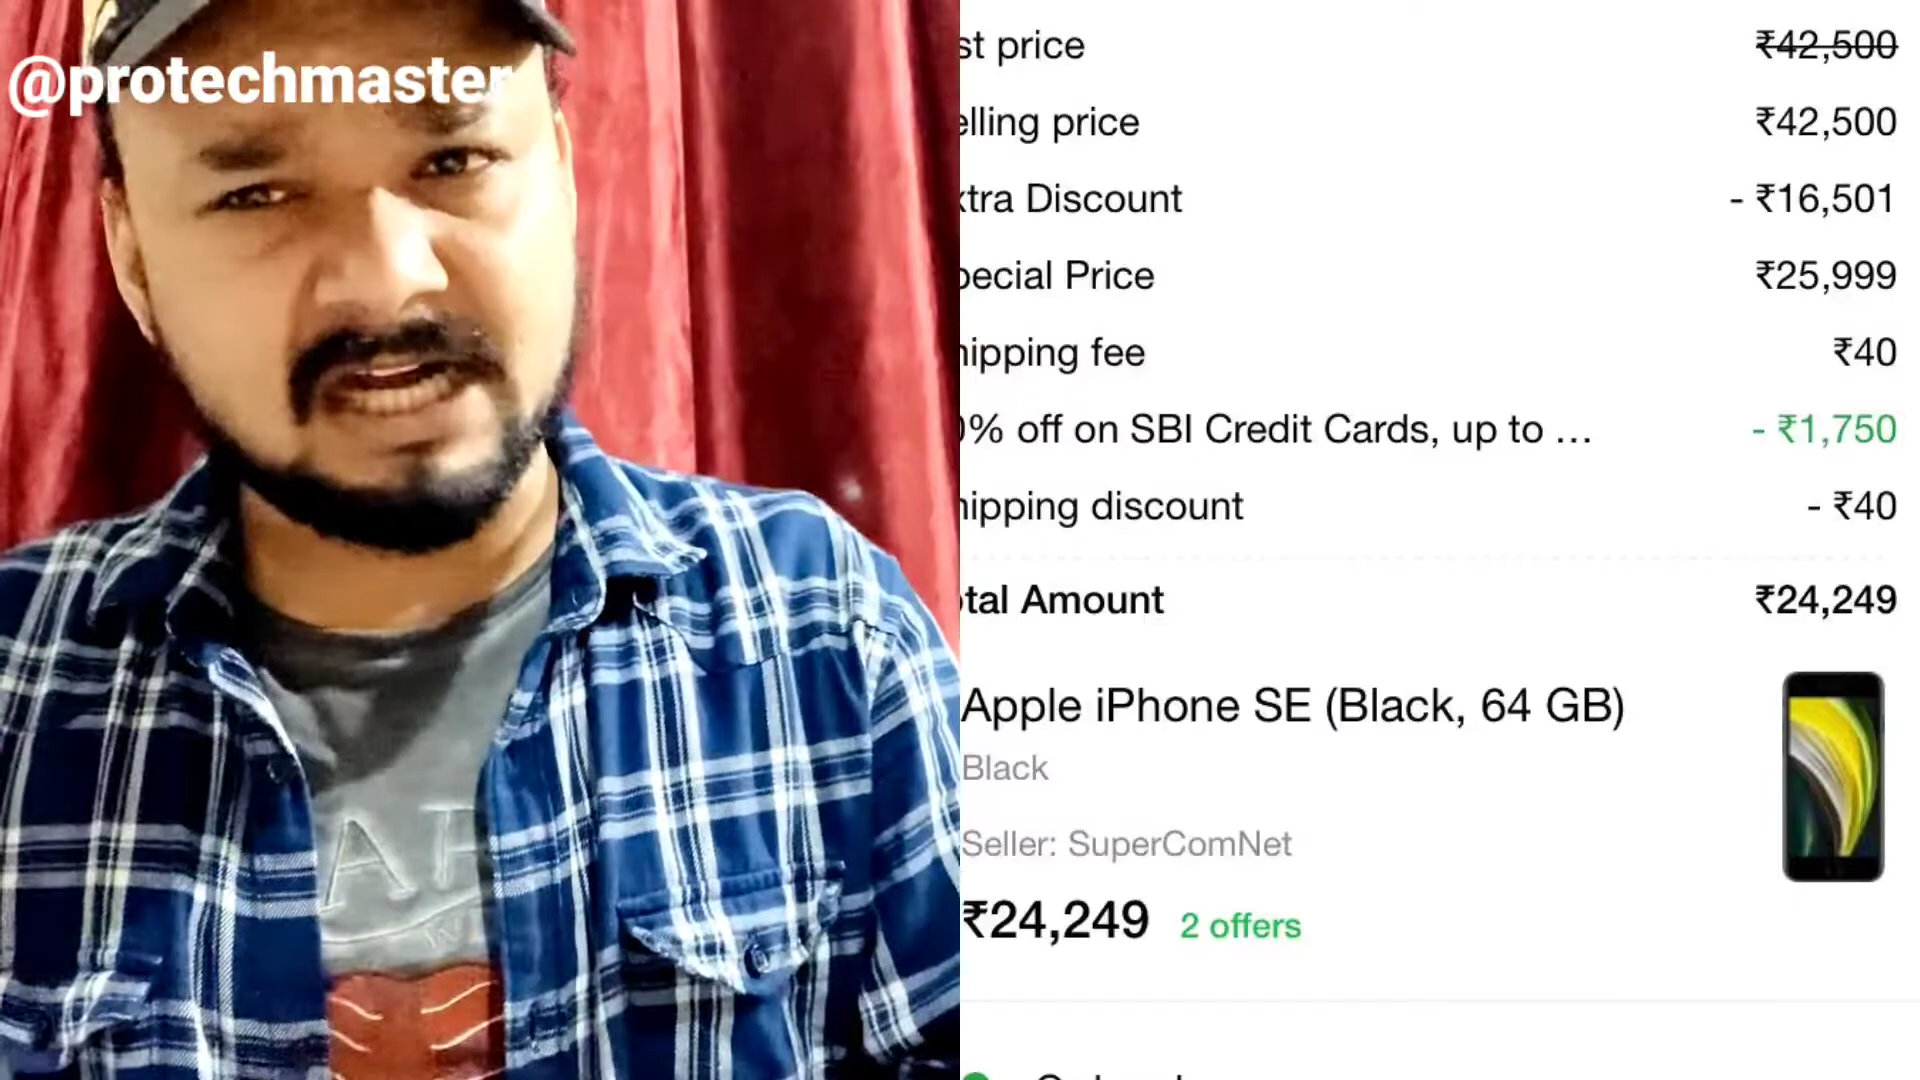 @protechmaster
st price ₹42,500
elling price ₹42,500
xtra Discount - ₹16,501
pecial Price ₹25,999
hipping fee ₹40
0% off on SBI Credit Cards, up to ... - ₹1,750
hipping discount - ₹40
tal Amount ₹24,249
Apple iPhone SE (Black, 64 GB)
Black
Seller: SuperComNet
₹24,249 2 offers